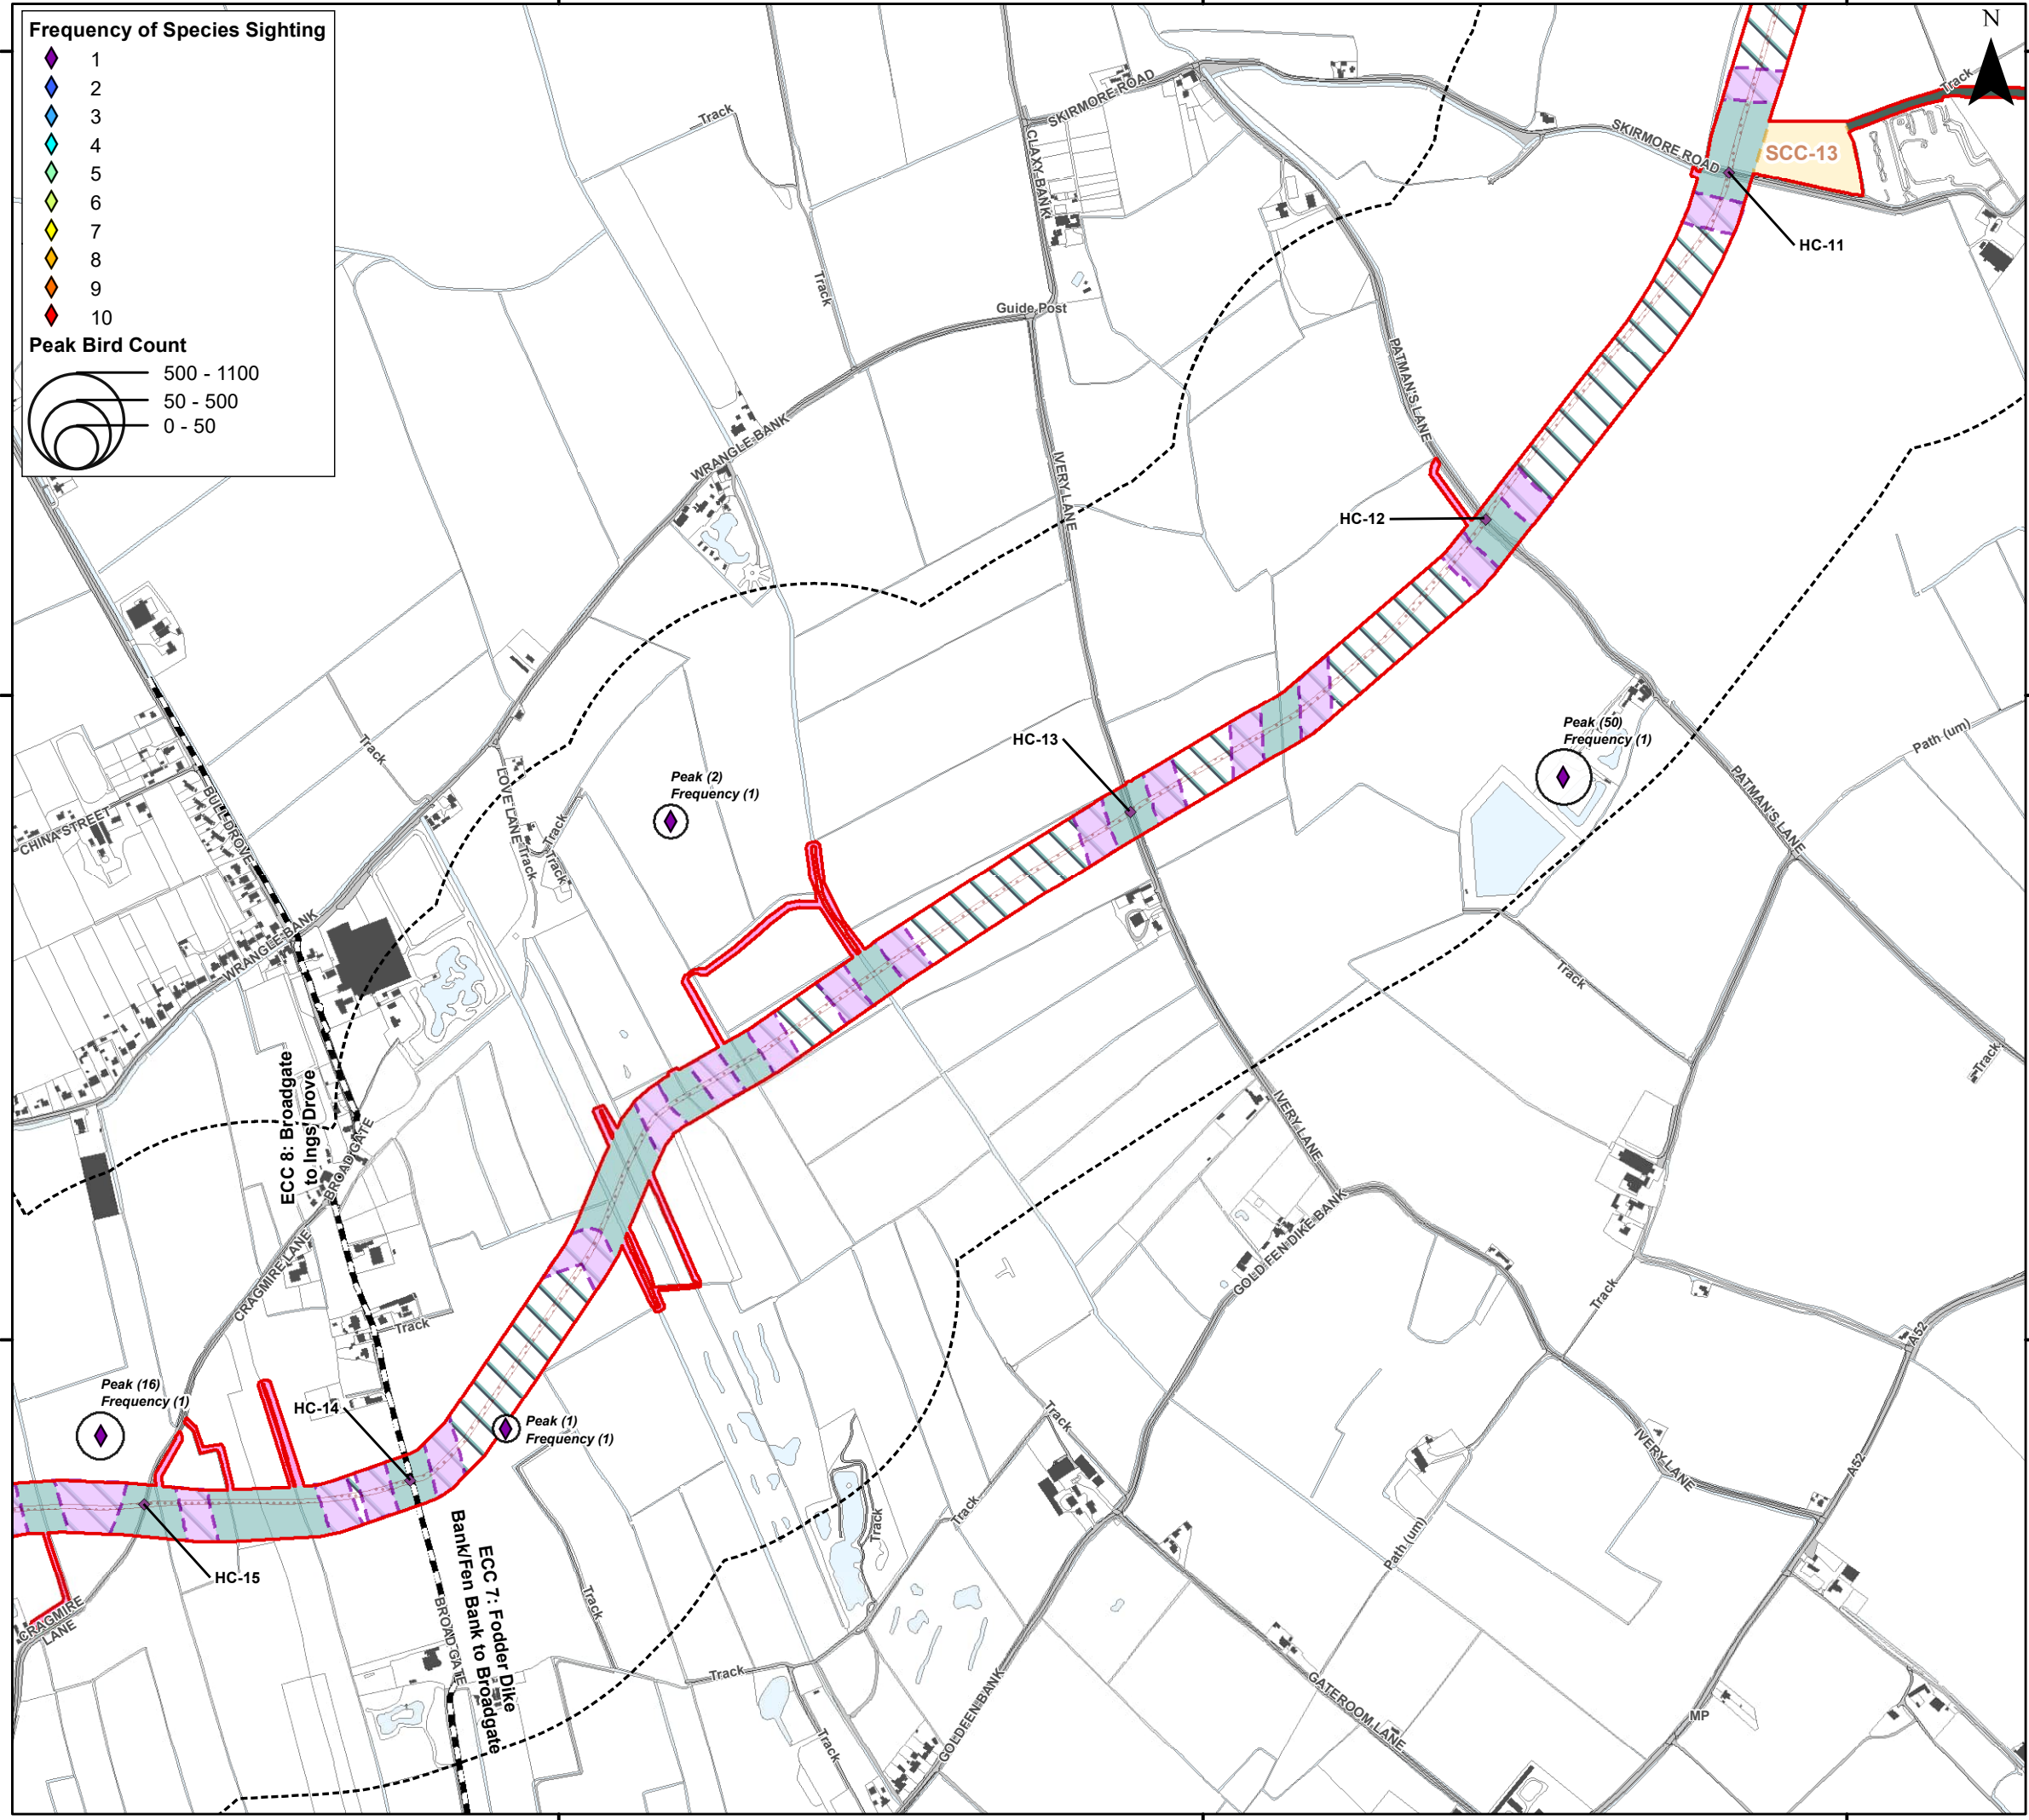 Frequency of Species Sighting
1
2
3
4
5
6
7
8
9
10
Peak Bird Count
500 - 1100
50 - 500
0 - 50
N
Track
SKIRMORE ROAD
CLAXY BANK
Track
SKIRMORE ROAD
SCC-13
HC-11
Track
Guide Post
PATMAN'S LANE
WRANGLE BANK
IVERY LANE
HC-12
Peak (50)
Frequency (1)
Path (um)
HC-13
Track
Peak (2)
Frequency (1)
LOVE LANE
Track
Track
Track
CHINA STREET
BULL DROVE
PATMAN'S LANE
WRANGLE BANK
Track
Track
ECC 8: Broadgate
to Ings Drove
BROAD GATE
IVERY LANE
GOLD FEN DIKE BANK
CRAGMIRE LANE
Track
Track
A52
Peak (16)
Frequency (1)
HC-14
Peak (1)
Frequency (1)
Track
IVERY LANE
A52
HC-15
Track
Track
Path (um)
ECC 7: Fodder Dike
Bank/Fen Bank to Broadgate
BROAD GATE
Track
CRAGMIRE
LANE
Track
GOLDEEN BANK
GATEROOM LANE
MP
Track